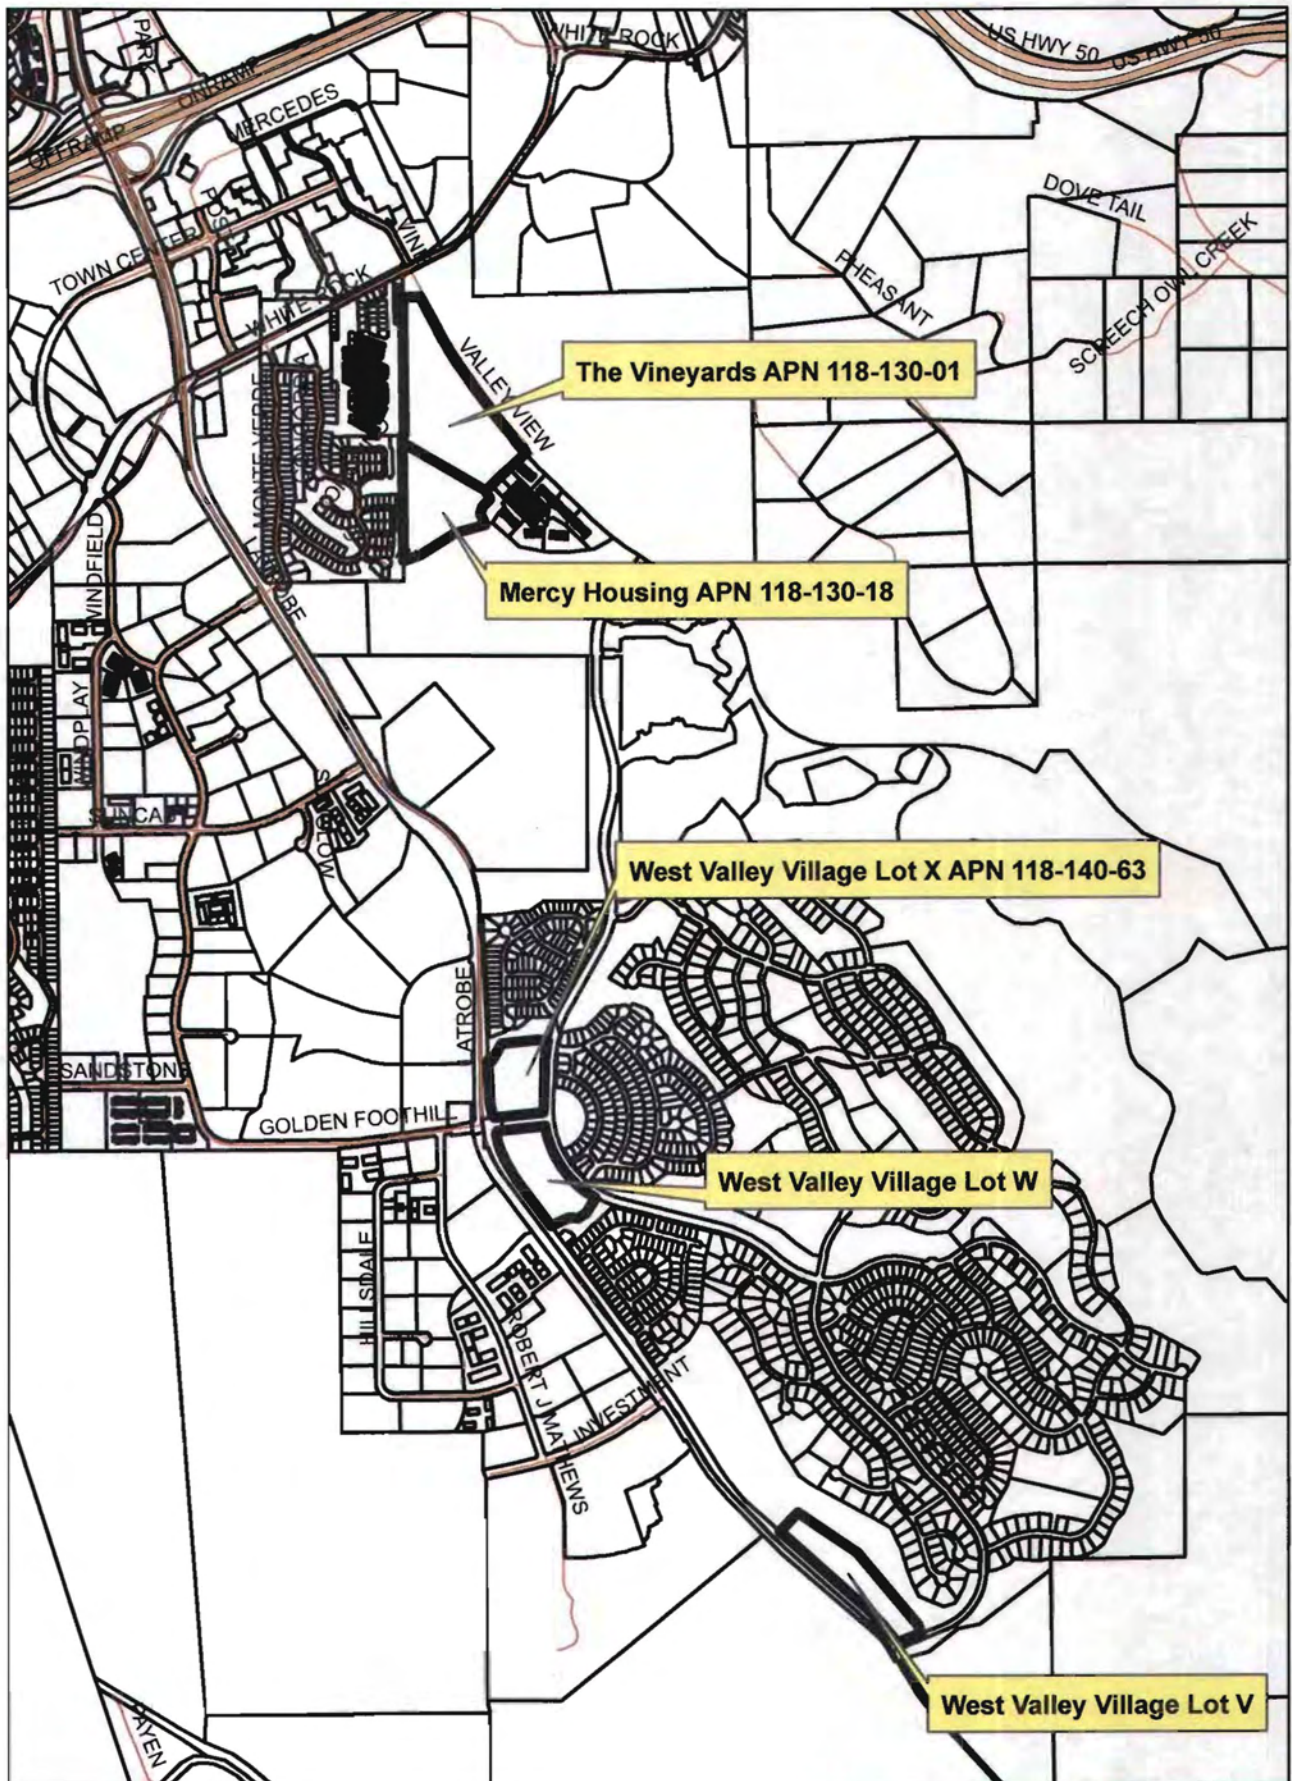 WHITE ROCK
US HWY 50
US HWY 50
PARK
ONRAMP
MERCEDES
OFFRAMP
POST
DOVE TAIL
VINE
TOWN CENTER
PHEASANT
SCREECH OWL CREEK
WHITE ROCK
VALLEY VIEW
The Vineyards APN 118-130-01
MONTE VERDE
WINDFIELD
Mercy Housing APN 118-130-18
WINDPLAY
SUNCAST
West Valley Village Lot X APN 118-140-63
LATROBE
SANDSTONE
GOLDEN FOOTHILL
West Valley Village Lot W
HILLSDALE
ROBERT J MATHEWS
INVESTMENT
West Valley Village Lot V
PAYEN